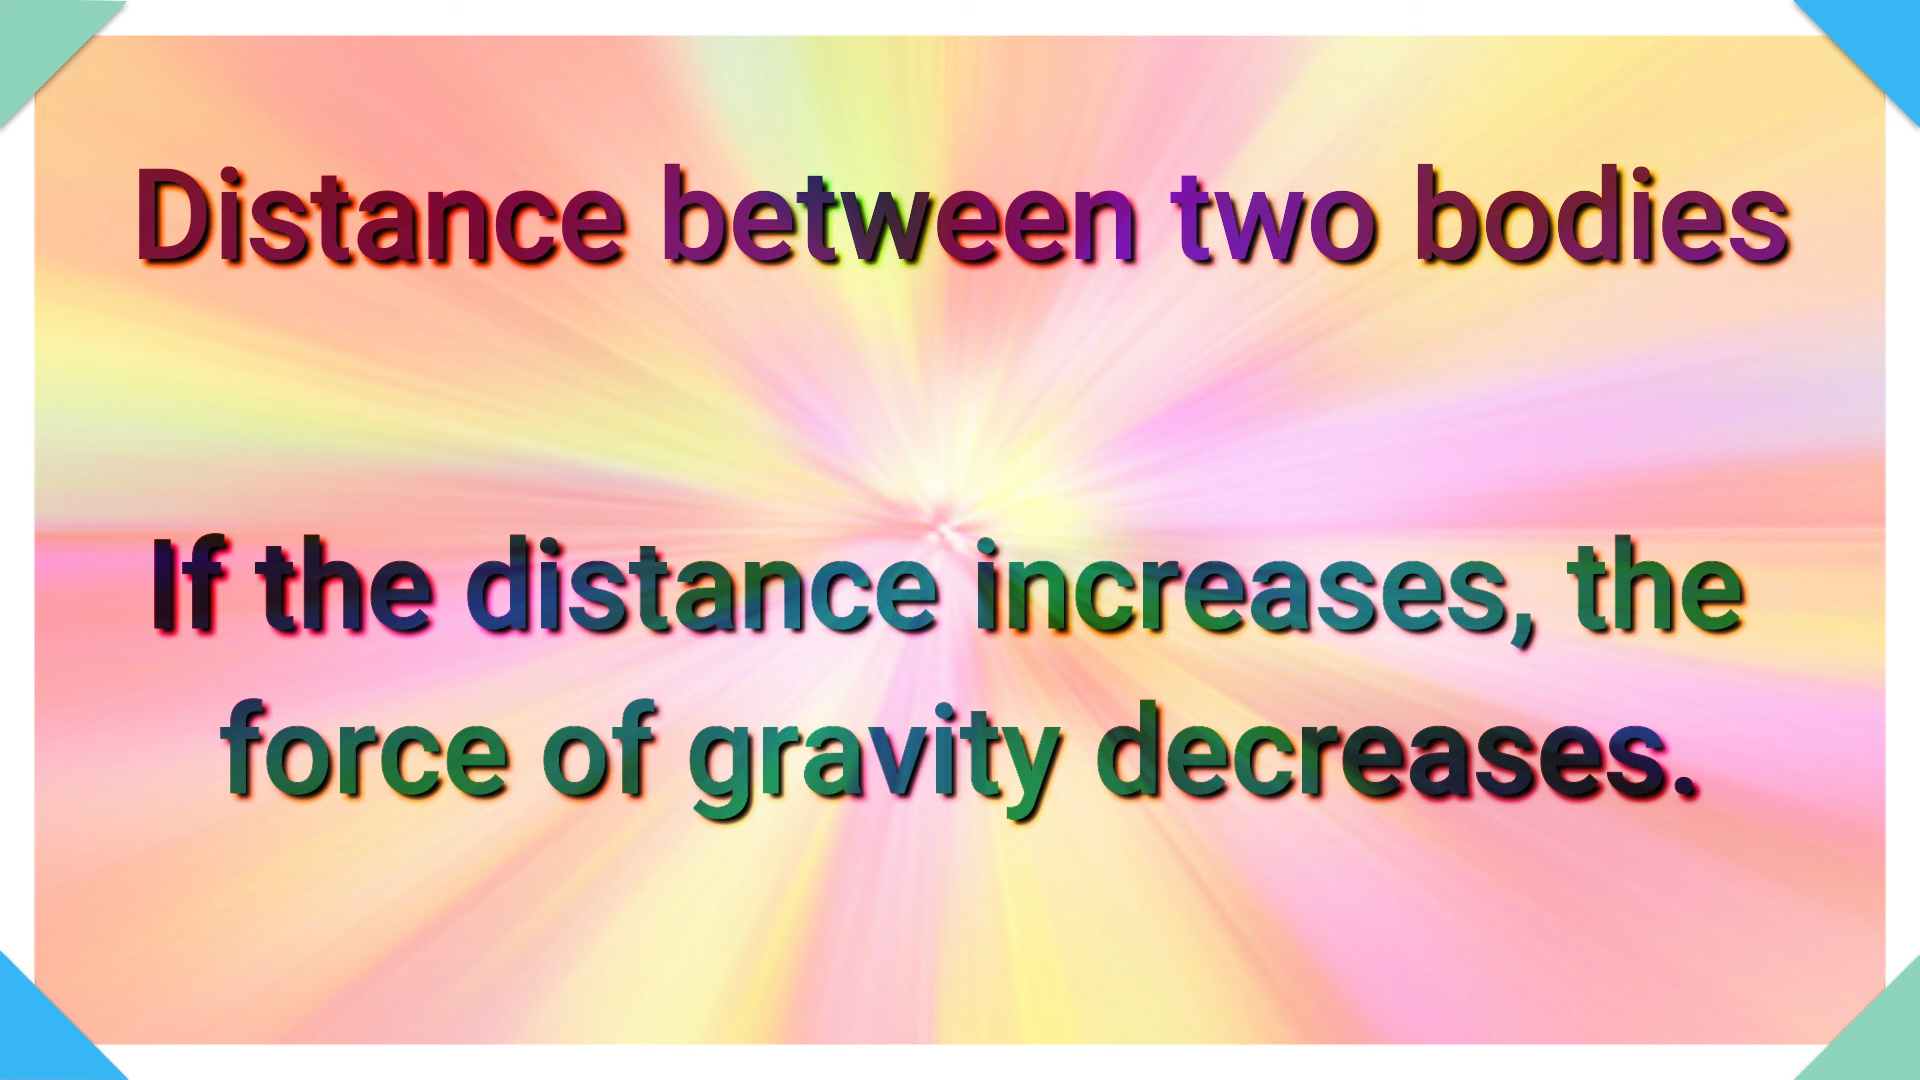 Distance between two bodies
If the distance increases, the
force of gravity decreases.